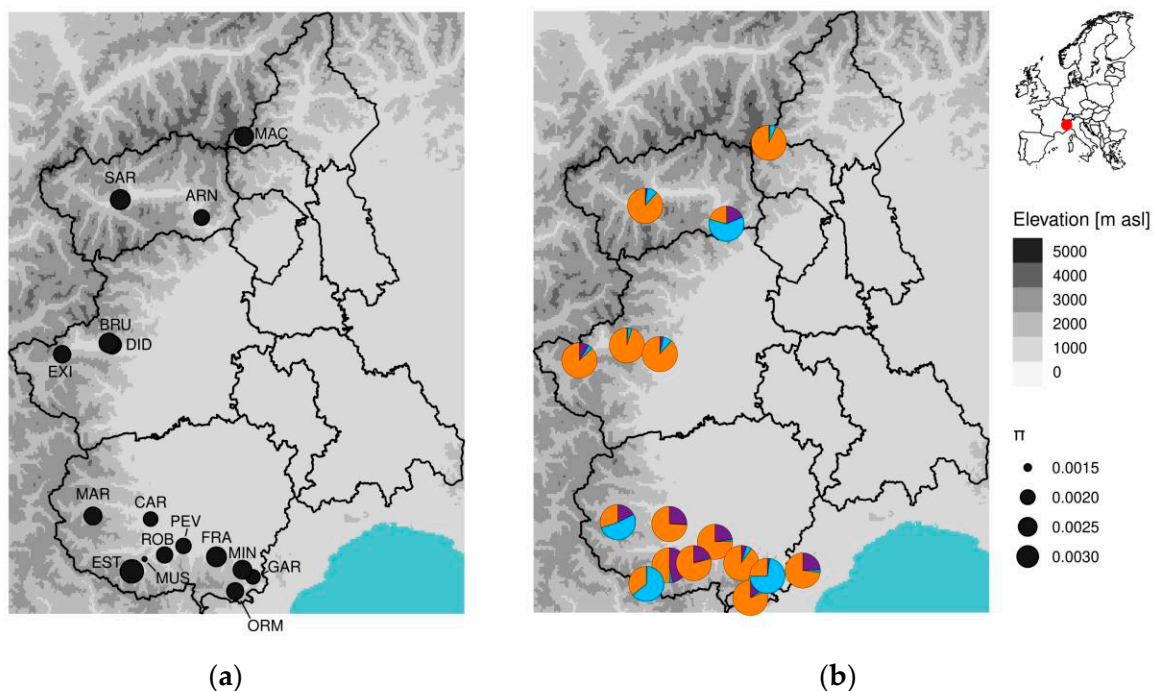 MAC
SAR
ARN
BRU
DID
EXI
MAR
CAR
PEV
ROB
FRA
EST
MIN
MUS
GAR
ORM
Elevation [m asl]
5000
4000
3000
2000
1000
0
π
0.0015
0.0020
0.0025
0.0030
(a)
(b)